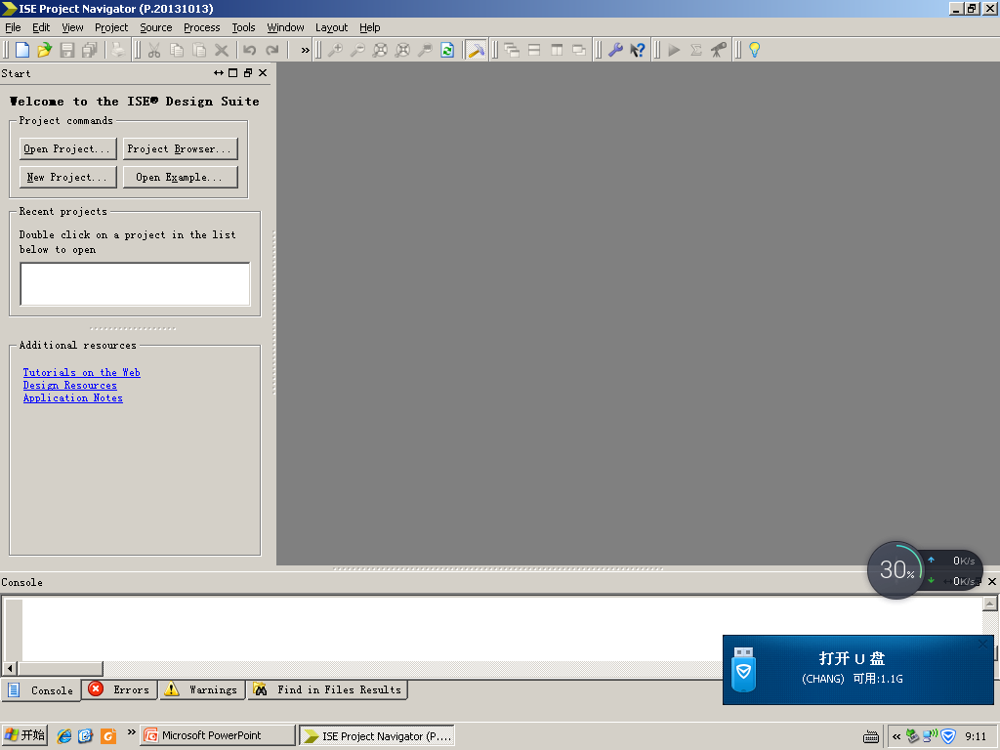 ISE Project Navigator (P.20131013)
File Edit View Project Source Process Tools Window Layout Help
Start
Welcome to the ISE® Design Suite
Project commands
Open Project... Project Browser...
New Project... Open Example...
Recent projects
Double click on a project in the list
below to open
Additional resources
Tutorials on the Web
Design Resources
Application Notes
30%
0K/s
0K/s
Console
打开 U 盘
(CHANG) 可用:1.1G
Console Errors Warnings Find in Files Results
开始 Microsoft PowerPoint ISE Project Navigator (P.... 9:11